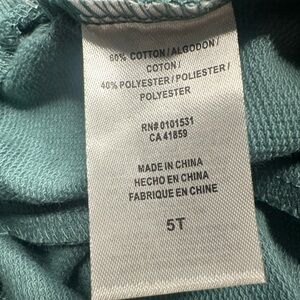 60% COTTON / ALGODON /
COTON /
40% POLYESTER / POLIESTER /
POLYESTER
RN# 0101531
CA 41859
MADE IN CHINA
HECHO EN CHINA
FABRIQUE EN CHINE
5T